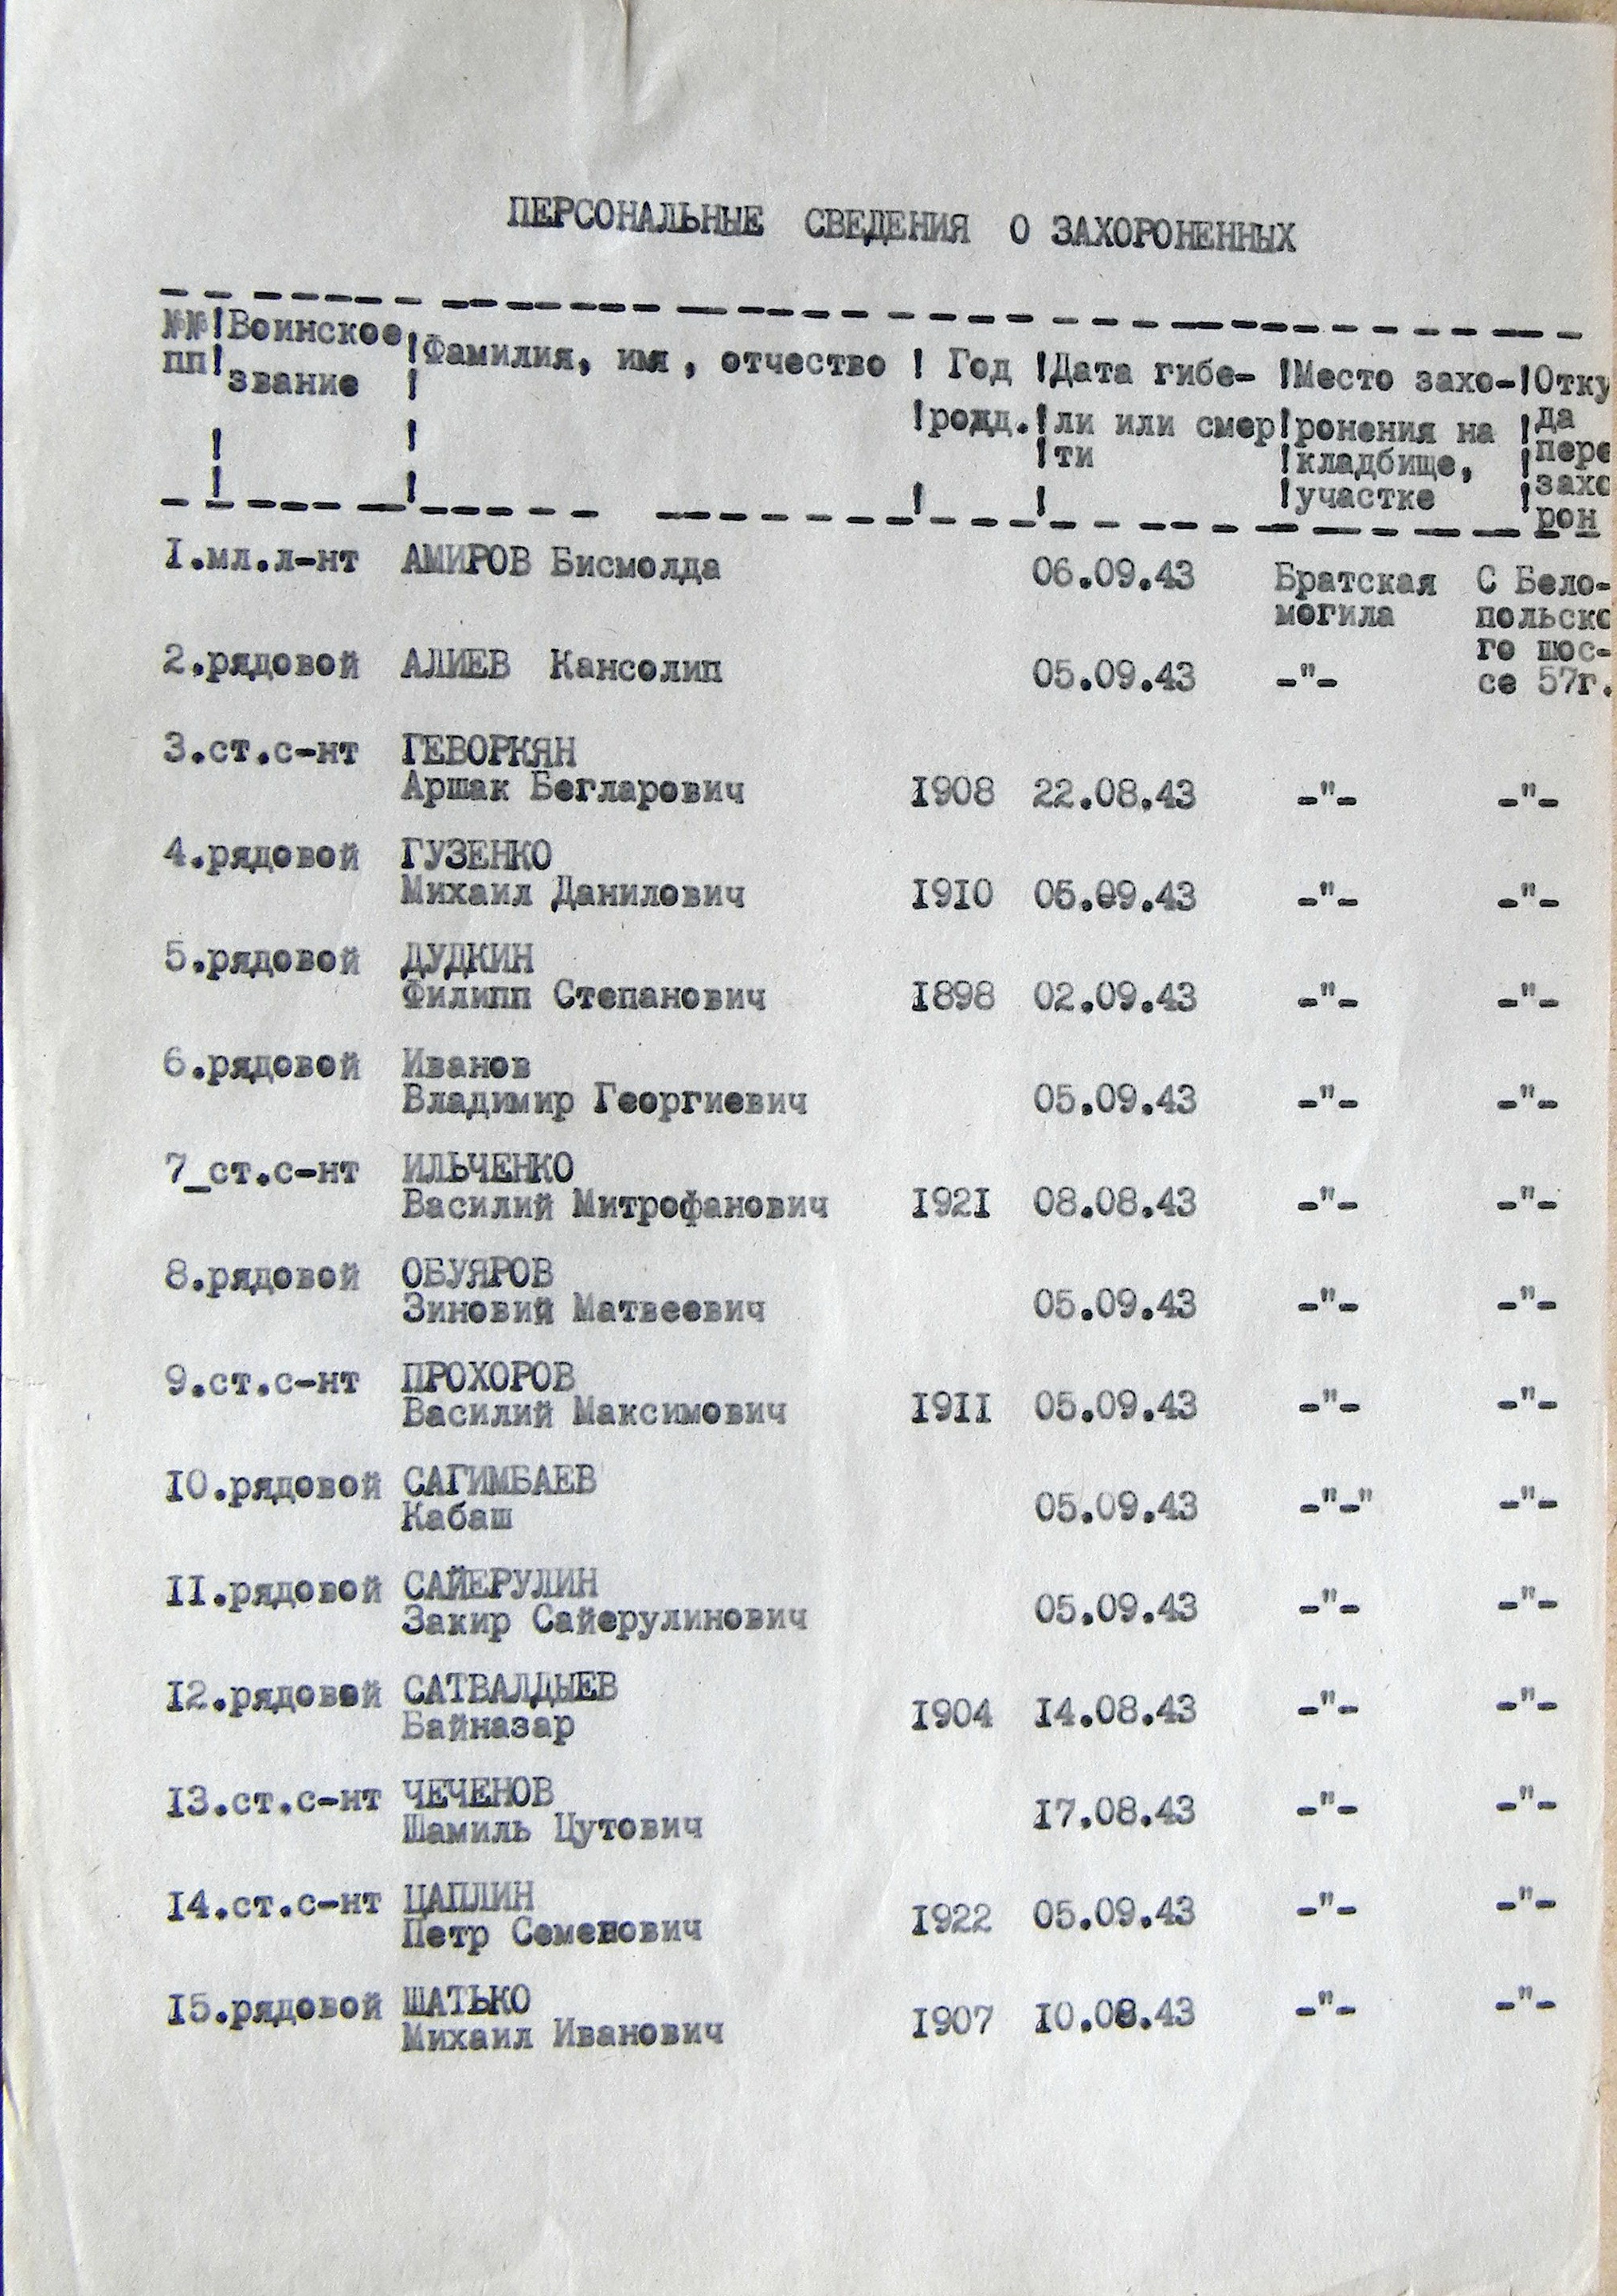 ПЕРСОНАЛЬНЫЕ СВЕДЕНИЯ О ЗАХОРОНЕННЫХ
№№!Воинское!Фамилия, имя , отчество ! Год !Дата гибе- !Место захо-!Отку
пп! звание ! !родд.!ли или смер!ронения на !да
! ! !ти !кладбище, !пере
! ! ! ! !участке !захо
рон
I.мл.л-нт АМИРОВ Бисмолда 06.09.43 Братская С Бело-
могила польско
го шос-
2.рядовой АЛИЕВ Кансолип 05.09.43 -"- се 57г.
3.ст.с-нт ГЕВОРКЯН
Аршак Бегларович I908 22.08.43 -"- -"-
4.рядовой ГУЗЕНКО
Михаил Данилович I9I0 05.09.43 -"- -"-
5.рядовой ДУДКИН
Филипп Степанович I898 02.09.43 -"- -"-
6.рядовой Иванов
Владимир Георгиевич 05.09.43 -"- -"-
7_ст.с-нт ИЛЬЧЕНКО
Василий Митрофанович I92I 08.08.43 -"- -"-
8.рядовой ОБУЯРОВ
Зиновий Матвеевич 05.09.43 -"- -"-
9.ст.с-нт ПРОХОРОВ
Василий Максимович I9II 05.09.43 -"- -"-
I0.рядовой САГИМБАЕВ
Кабаш 05.09.43 -"-" -"-
II.рядовой САЙЕРУЛИН
Закир Сайерулинович 05.09.43 -"- -"-
I2.рядовой САТВАЛДЫЕВ
Байназар I904 I4.08.43 -"- -"-
I3.ст.с-нт ЧЕЧЕНОВ
Шамиль Цутович I7.08.43 -"- -"-
I4.ст.с-нт ЦАПЛИН
Петр Семенович I922 05.09.43 -"- -"-
I5.рядовой ШАТЬКО
Михаил Иванович I907 I0.08.43 -"- -"-